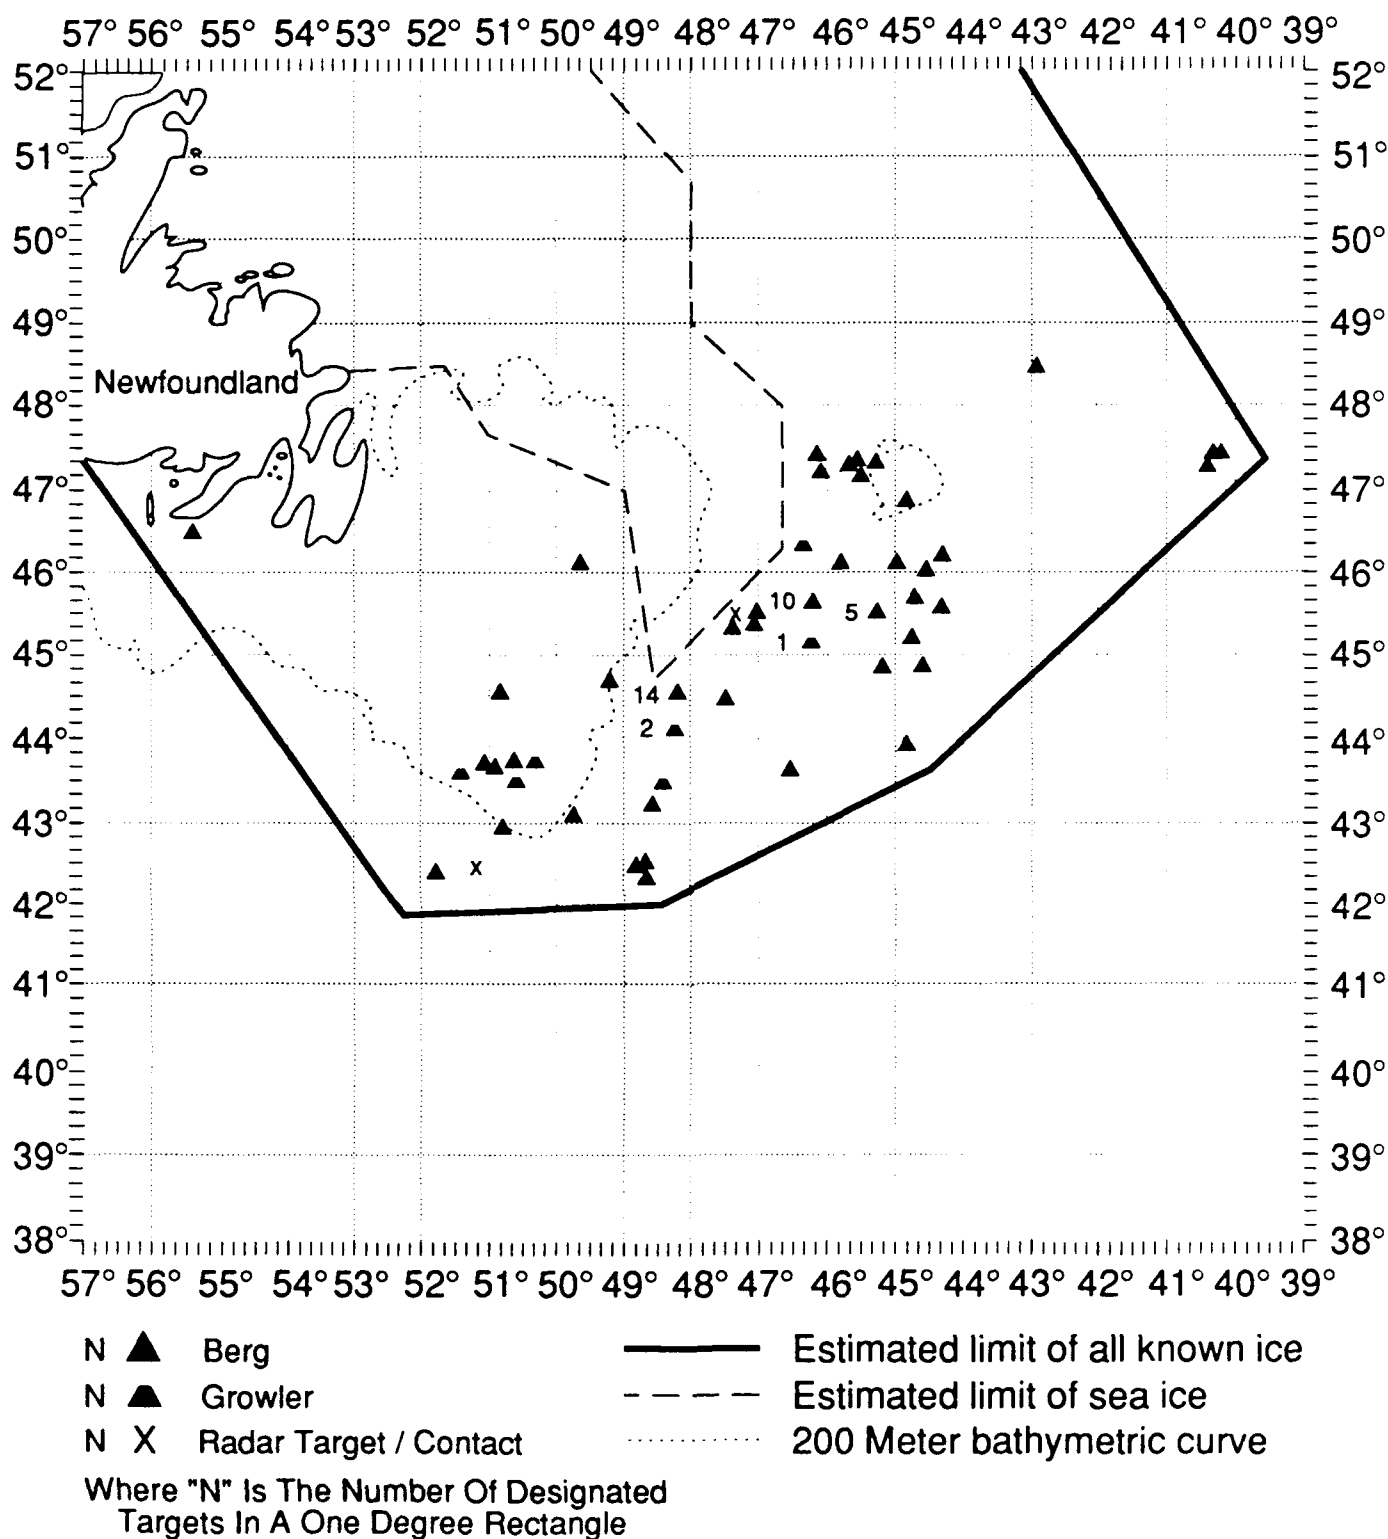 57° 56° 55° 54° 53° 52° 51° 50° 49° 48° 47° 46° 45° 44° 43° 42° 41° 40° 39°
52° 52°
51° 51°
50° 50°
49° 49°
Newfoundland
48° 48°
47° 47°
46° 46°
10 5
X
1
45° 45°
14
2
44° 44°
43° 43°
X
42° 42°
41° 41°
40° 40°
39° 39°
38° 38°
57° 56° 55° 54° 53° 52° 51° 50° 49° 48° 47° 46° 45° 44° 43° 42° 41° 40° 39°
N Berg Estimated limit of all known ice
N Growler Estimated limit of sea ice
N X Radar Target / Contact 200 Meter bathymetric curve
Where "N" Is The Number Of Designated
Targets In A One Degree Rectangle